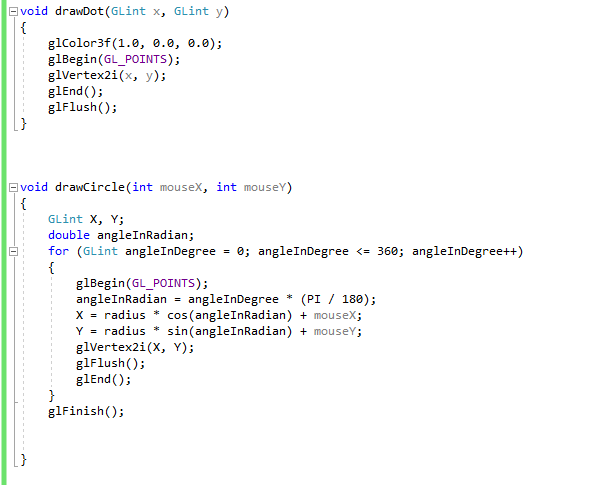 void drawDot(GLint x, GLint y)
{
    glColor3f(1.0, 0.0, 0.0);
    glBegin(GL_POINTS);
    glVertex2i(x, y);
    glEnd();
    glFlush();
}
void drawCircle(int mouseX, int mouseY)
{
    GLint X, Y;
    double angleInRadian;
    for (GLint angleInDegree = 0; angleInDegree <= 360; angleInDegree++)
    {
        glBegin(GL_POINTS);
        angleInRadian = angleInDegree * (PI / 180);
        X = radius * cos(angleInRadian) + mouseX;
        Y = radius * sin(angleInRadian) + mouseY;
        glVertex2i(X, Y);
        glFlush();
        glEnd();
    }
    glFinish();
}